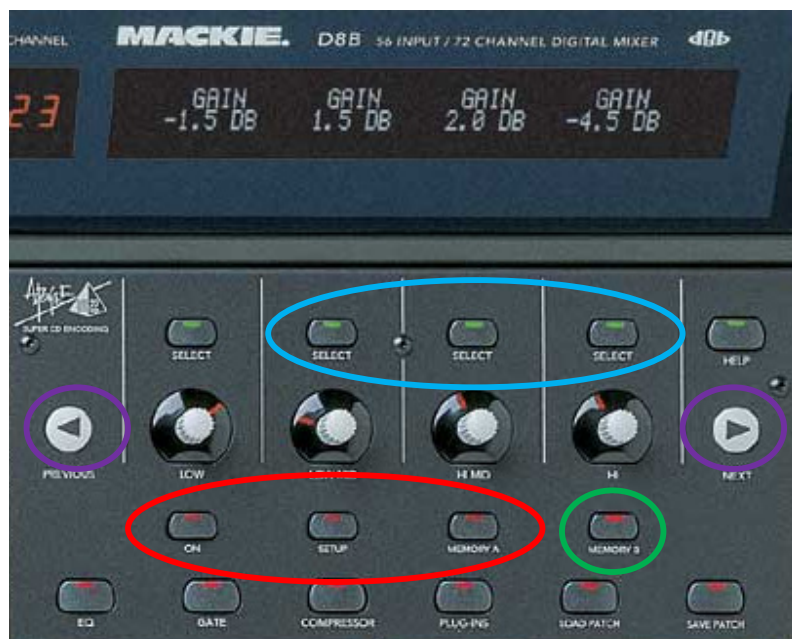 CHANNEL MACKIE. D8B 56 INPUT / 72 CHANNEL DIGITAL MIXER
23
GAIN GAIN GAIN GAIN
-1.5 DB 1.5 DB 2.0 DB -4.5 DB
APOGEE
SUPER CD ENCODING
SELECT SELECT SELECT SELECT HELP
PREVIOUS LOW HI MID HI NEXT
ON SETUP MEMORY A MEMORY B
EQ GATE COMPRESSOR PLUG-INS LOAD PATCH SAVE PATCH